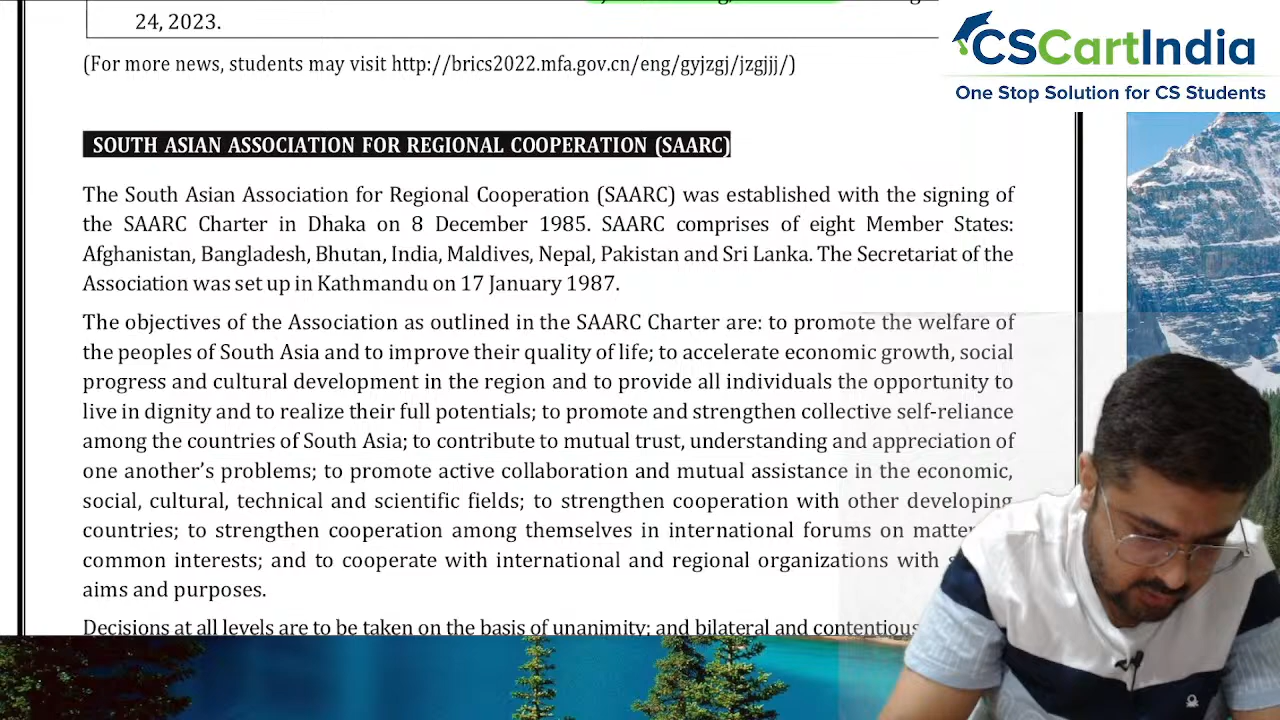 24, 2023.
(For more news, students may visit http://brics2022.mfa.gov.cn/eng/gyjzgj/jzgjjj/)
CSCartIndia
One Stop Solution for CS Students
SOUTH ASIAN ASSOCIATION FOR REGIONAL COOPERATION (SAARC)
The South Asian Association for Regional Cooperation (SAARC) was established with the signing of
the SAARC Charter in Dhaka on 8 December 1985. SAARC comprises of eight Member States:
Afghanistan, Bangladesh, Bhutan, India, Maldives, Nepal, Pakistan and Sri Lanka. The Secretariat of the
Association was set up in Kathmandu on 17 January 1987.
The objectives of the Association as outlined in the SAARC Charter are: to promote the welfare of
the peoples of South Asia and to improve their quality of life; to accelerate economic growth, social
progress and cultural development in the region and to provide all individuals the opportunity to
live in dignity and to realize their full potentials; to promote and strengthen collective self-reliance
among the countries of South Asia; to contribute to mutual trust, understanding and appreciation of
one another’s problems; to promote active collaboration and mutual assistance in the economic,
social, cultural, technical and scientific fields; to strengthen cooperation with other developing
countries; to strengthen cooperation among themselves in international forums on
common interests; and to cooperate with international and regional organizations with
aims and purposes.
Decisions at all levels are to be taken on the basis of unanimity; and bilateral and contentious